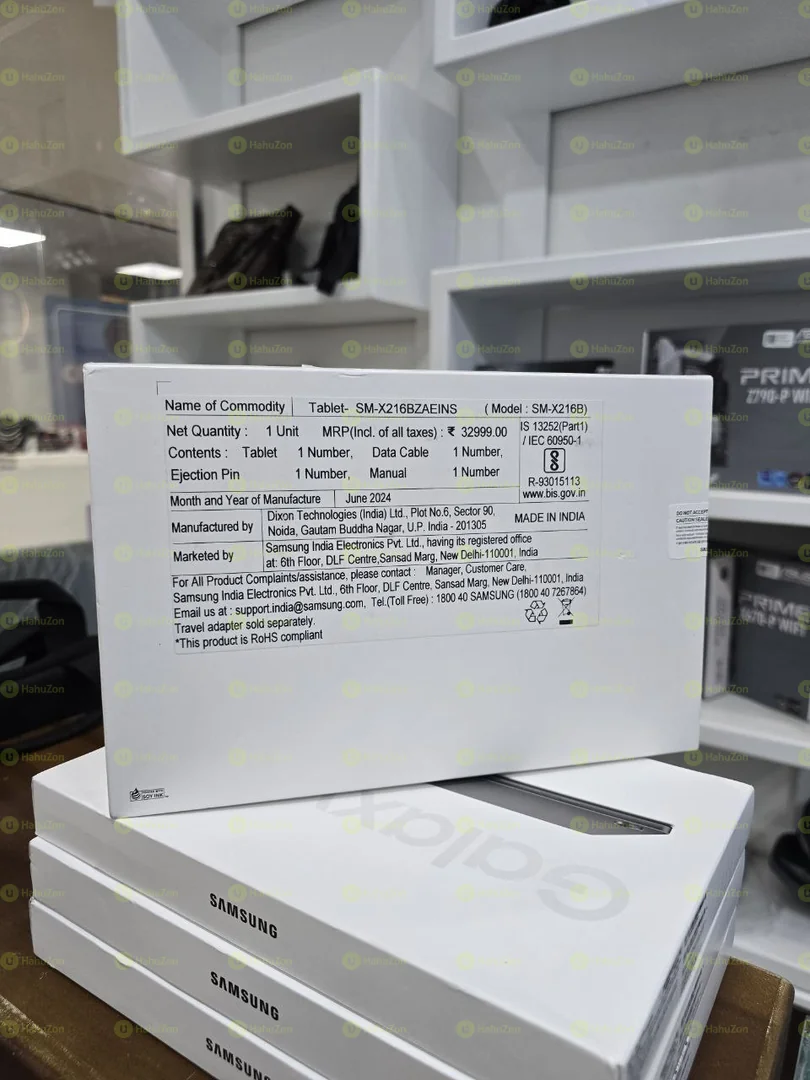 Name of Commodity Tablet- SM-X216BZAEINS (Model : SM-X216B)
Net Quantity : 1 Unit MRP(Incl. of all taxes) : ₹ 32999.00
Contents : Tablet 1 Number, Data Cable 1 Number,
Ejection Pin 1 Number, Manual 1 Number
IS 13252(Part1)
/ IEC 60950-1
R-93015113
www.bis.gov.in
Month and Year of Manufacture June 2024
Manufactured by Dixon Technologies (India) Ltd., Plot No.6, Sector 90,
Noida, Gautam Buddha Nagar, U.P. India - 201305
MADE IN INDIA
Marketed by Samsung India Electronics Pvt. Ltd., having its registered office
at: 6th Floor, DLF Centre,Sansad Marg, New Delhi-110001, India
For All Product Complaints/assistance, please contact : Manager, Customer Care,
Samsung India Electronics Pvt. Ltd., 6th Floor, DLF Centre, Sansad Marg, New Delhi-110001, India
Email us at : support.india@samsung.com, Tel.(Toll Free) : 1800 40 SAMSUNG (1800 40 7267864)
Travel adapter sold separately.
*This product is RoHS compliant
SOY INK
Galaxy
SAMSUNG
SAMSUNG
SAMSUNG
PRIM
Z790-P WI
PRIME
HahuZon